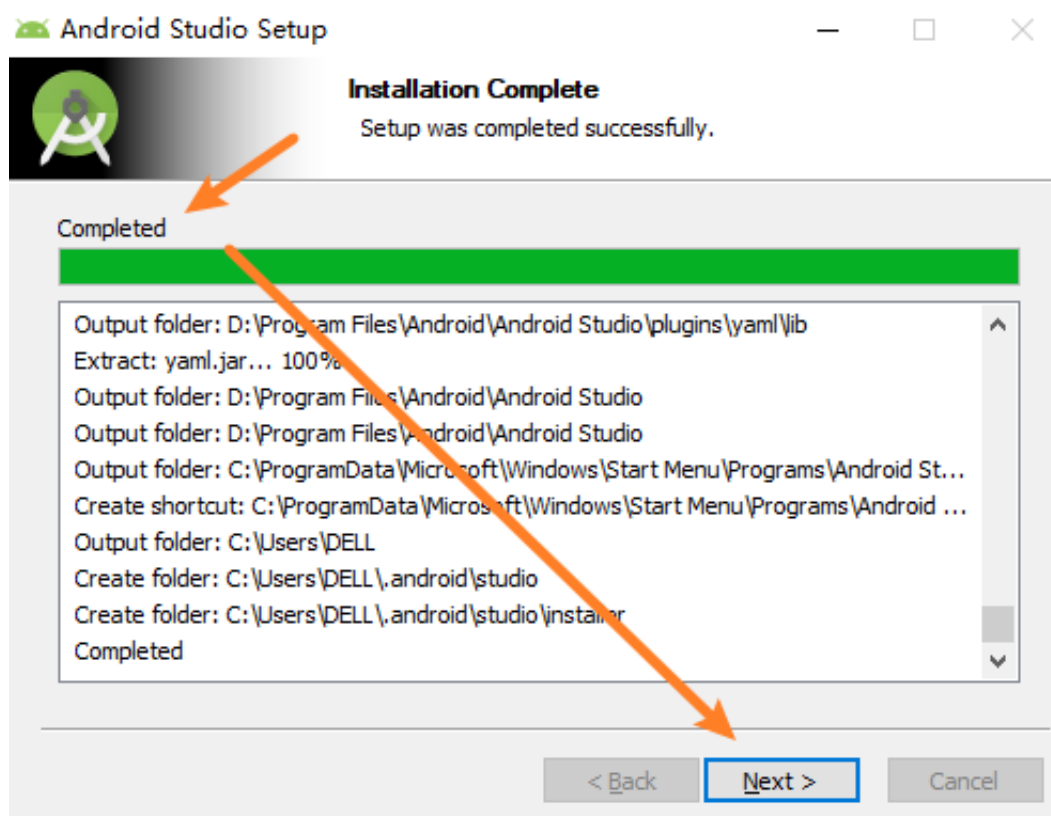 Android Studio Setup
Installation Complete
Setup was completed successfully.
Completed
Output folder: D:\Program Files\Android\Android Studio\plugins\yaml\lib
Extract: yaml.jar... 100%
Output folder: D:\Program Files\Android\Android Studio
Output folder: D:\Program Files\Android\Android Studio
Output folder: C:\ProgramData\Microsoft\Windows\Start Menu\Programs\Android St...
Create shortcut: C:\ProgramData\Microsoft\Windows\Start Menu\Programs\Android ...
Output folder: C:\Users\DELL
Create folder: C:\Users\DELL\.android\studio
Create folder: C:\Users\DELL\.android\studio\installer
Completed
< Back Next > Cancel